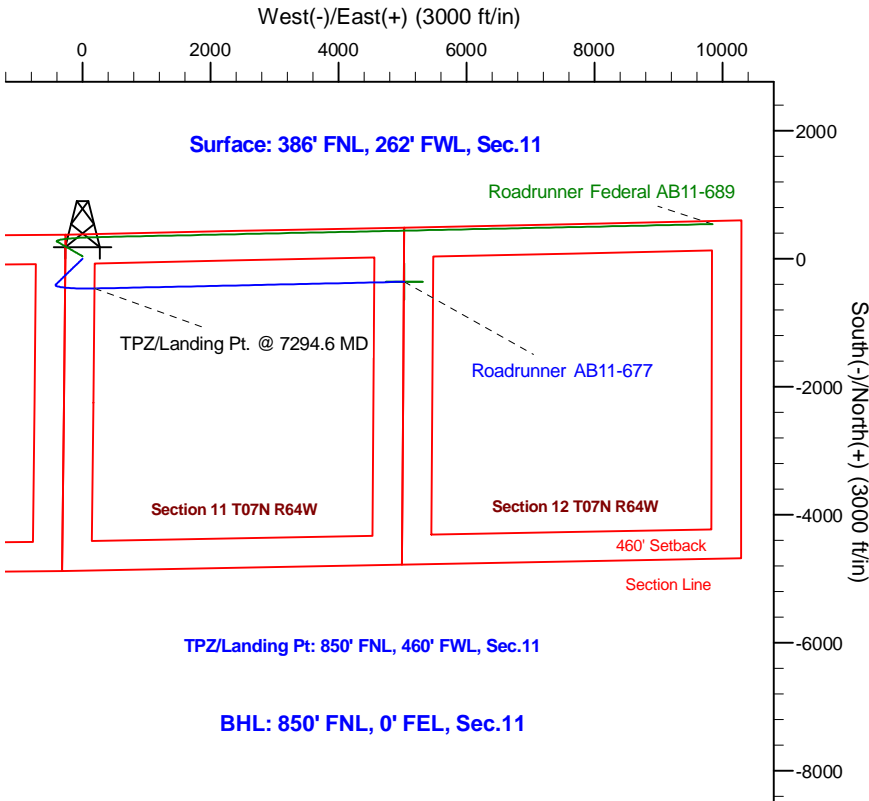 West(-)/East(+) (3000 ft/in)
0 2000 4000 6000 8000 10000
2000
Surface: 386' FNL, 262' FWL, Sec.11
Roadrunner Federal AB11-689
0
TPZ/Landing Pt. @ 7294.6 MD
Roadrunner AB11-677
South(-)/North(+) (3000 ft/in)
-2000
Section 11 T07N R64W
Section 12 T07N R64W
-4000
460' Setback
Section Line
TPZ/Landing Pt: 850' FNL, 460' FWL, Sec.11
-6000
BHL: 850' FNL, 0' FEL, Sec.11
-8000